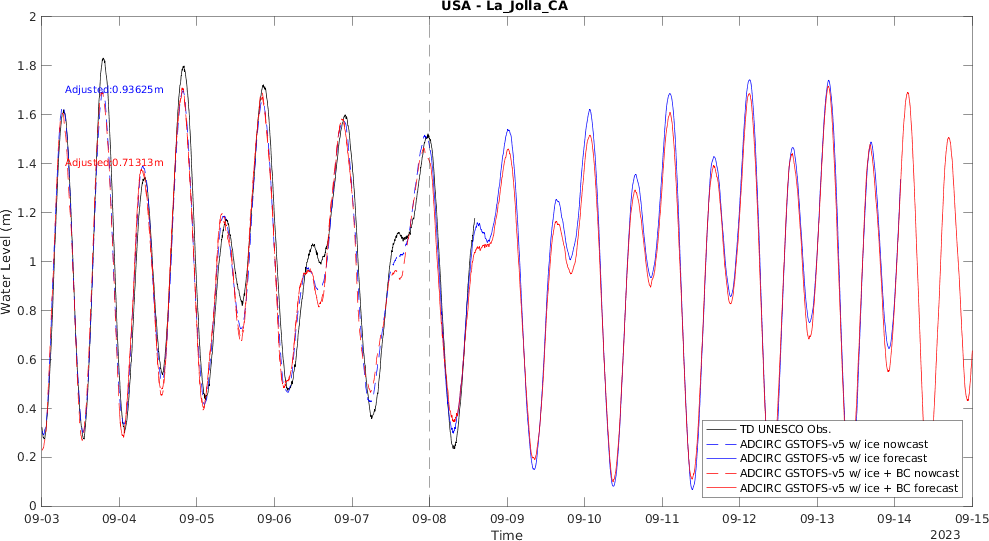 USA - La_Jolla_CA
2
1.8
1.6
1.4
1.2
1
0.8
0.6
0.4
0.2
0
Water Level (m)
Adjusted:0.93625m
Adjusted:0.71313m
TD UNESCO Obs.
ADCIRC GSTOFS-v5 w/ ice nowcast
ADCIRC GSTOFS-v5 w/ ice forecast
ADCIRC GSTOFS-v5 w/ ice + BC nowcast
ADCIRC GSTOFS-v5 w/ ice + BC forecast
09-03 09-04 09-05 09-06 09-07 09-08 09-09 09-10 09-11 09-12 09-13 09-14 09-15
Time
2023